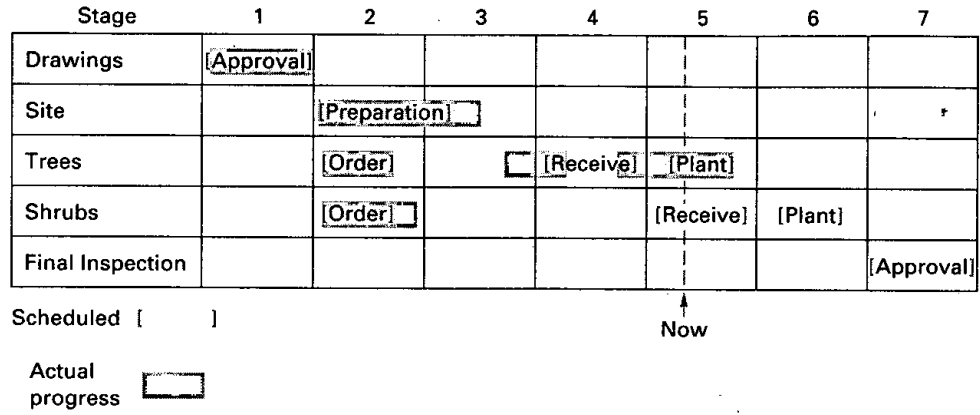 Stage 1 2 3 4 5 6 7
Drawings [Approval]
Site [Preparation]
Trees [Order] [Receive] [Plant]
Shrubs [Order] [Receive] [Plant]
Final Inspection [Approval]
Scheduled [ ]
Now
Actual
progress